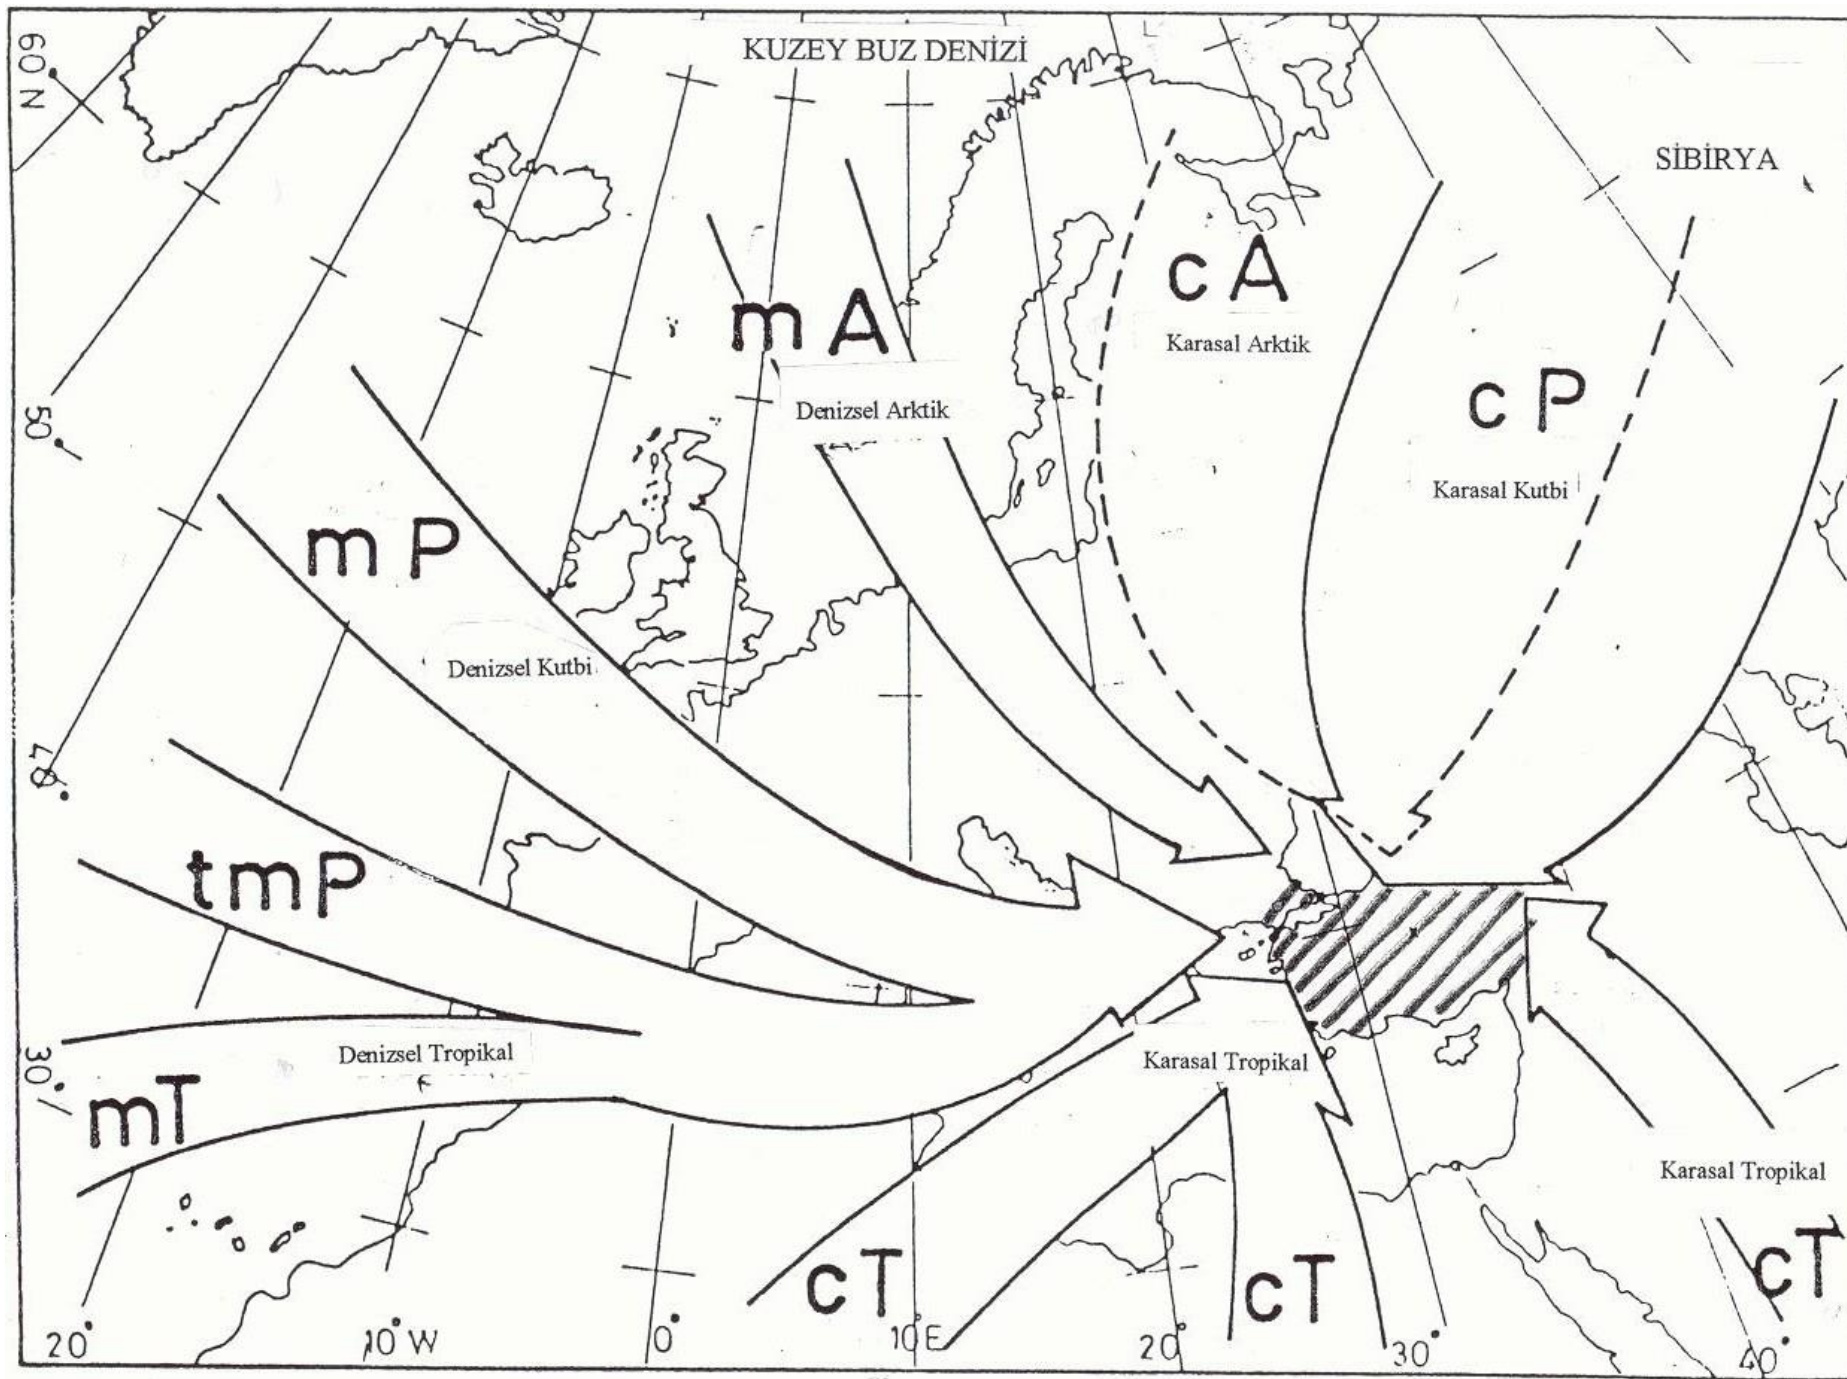 KUZEY BUZ DENİZİ
60 N
SİBİRYA
cA
Karasal Arktik
mA
Denizsel Arktik
cP
Karasal Kutbi
50°
mP
Denizsel Kutbi
40°
tmP
30°
Denizsel Tropikal
mT
Karasal Tropikal
Karasal Tropikal
cT
cT
cT
20°
10°W
0°
10°E
20°
30°
40°